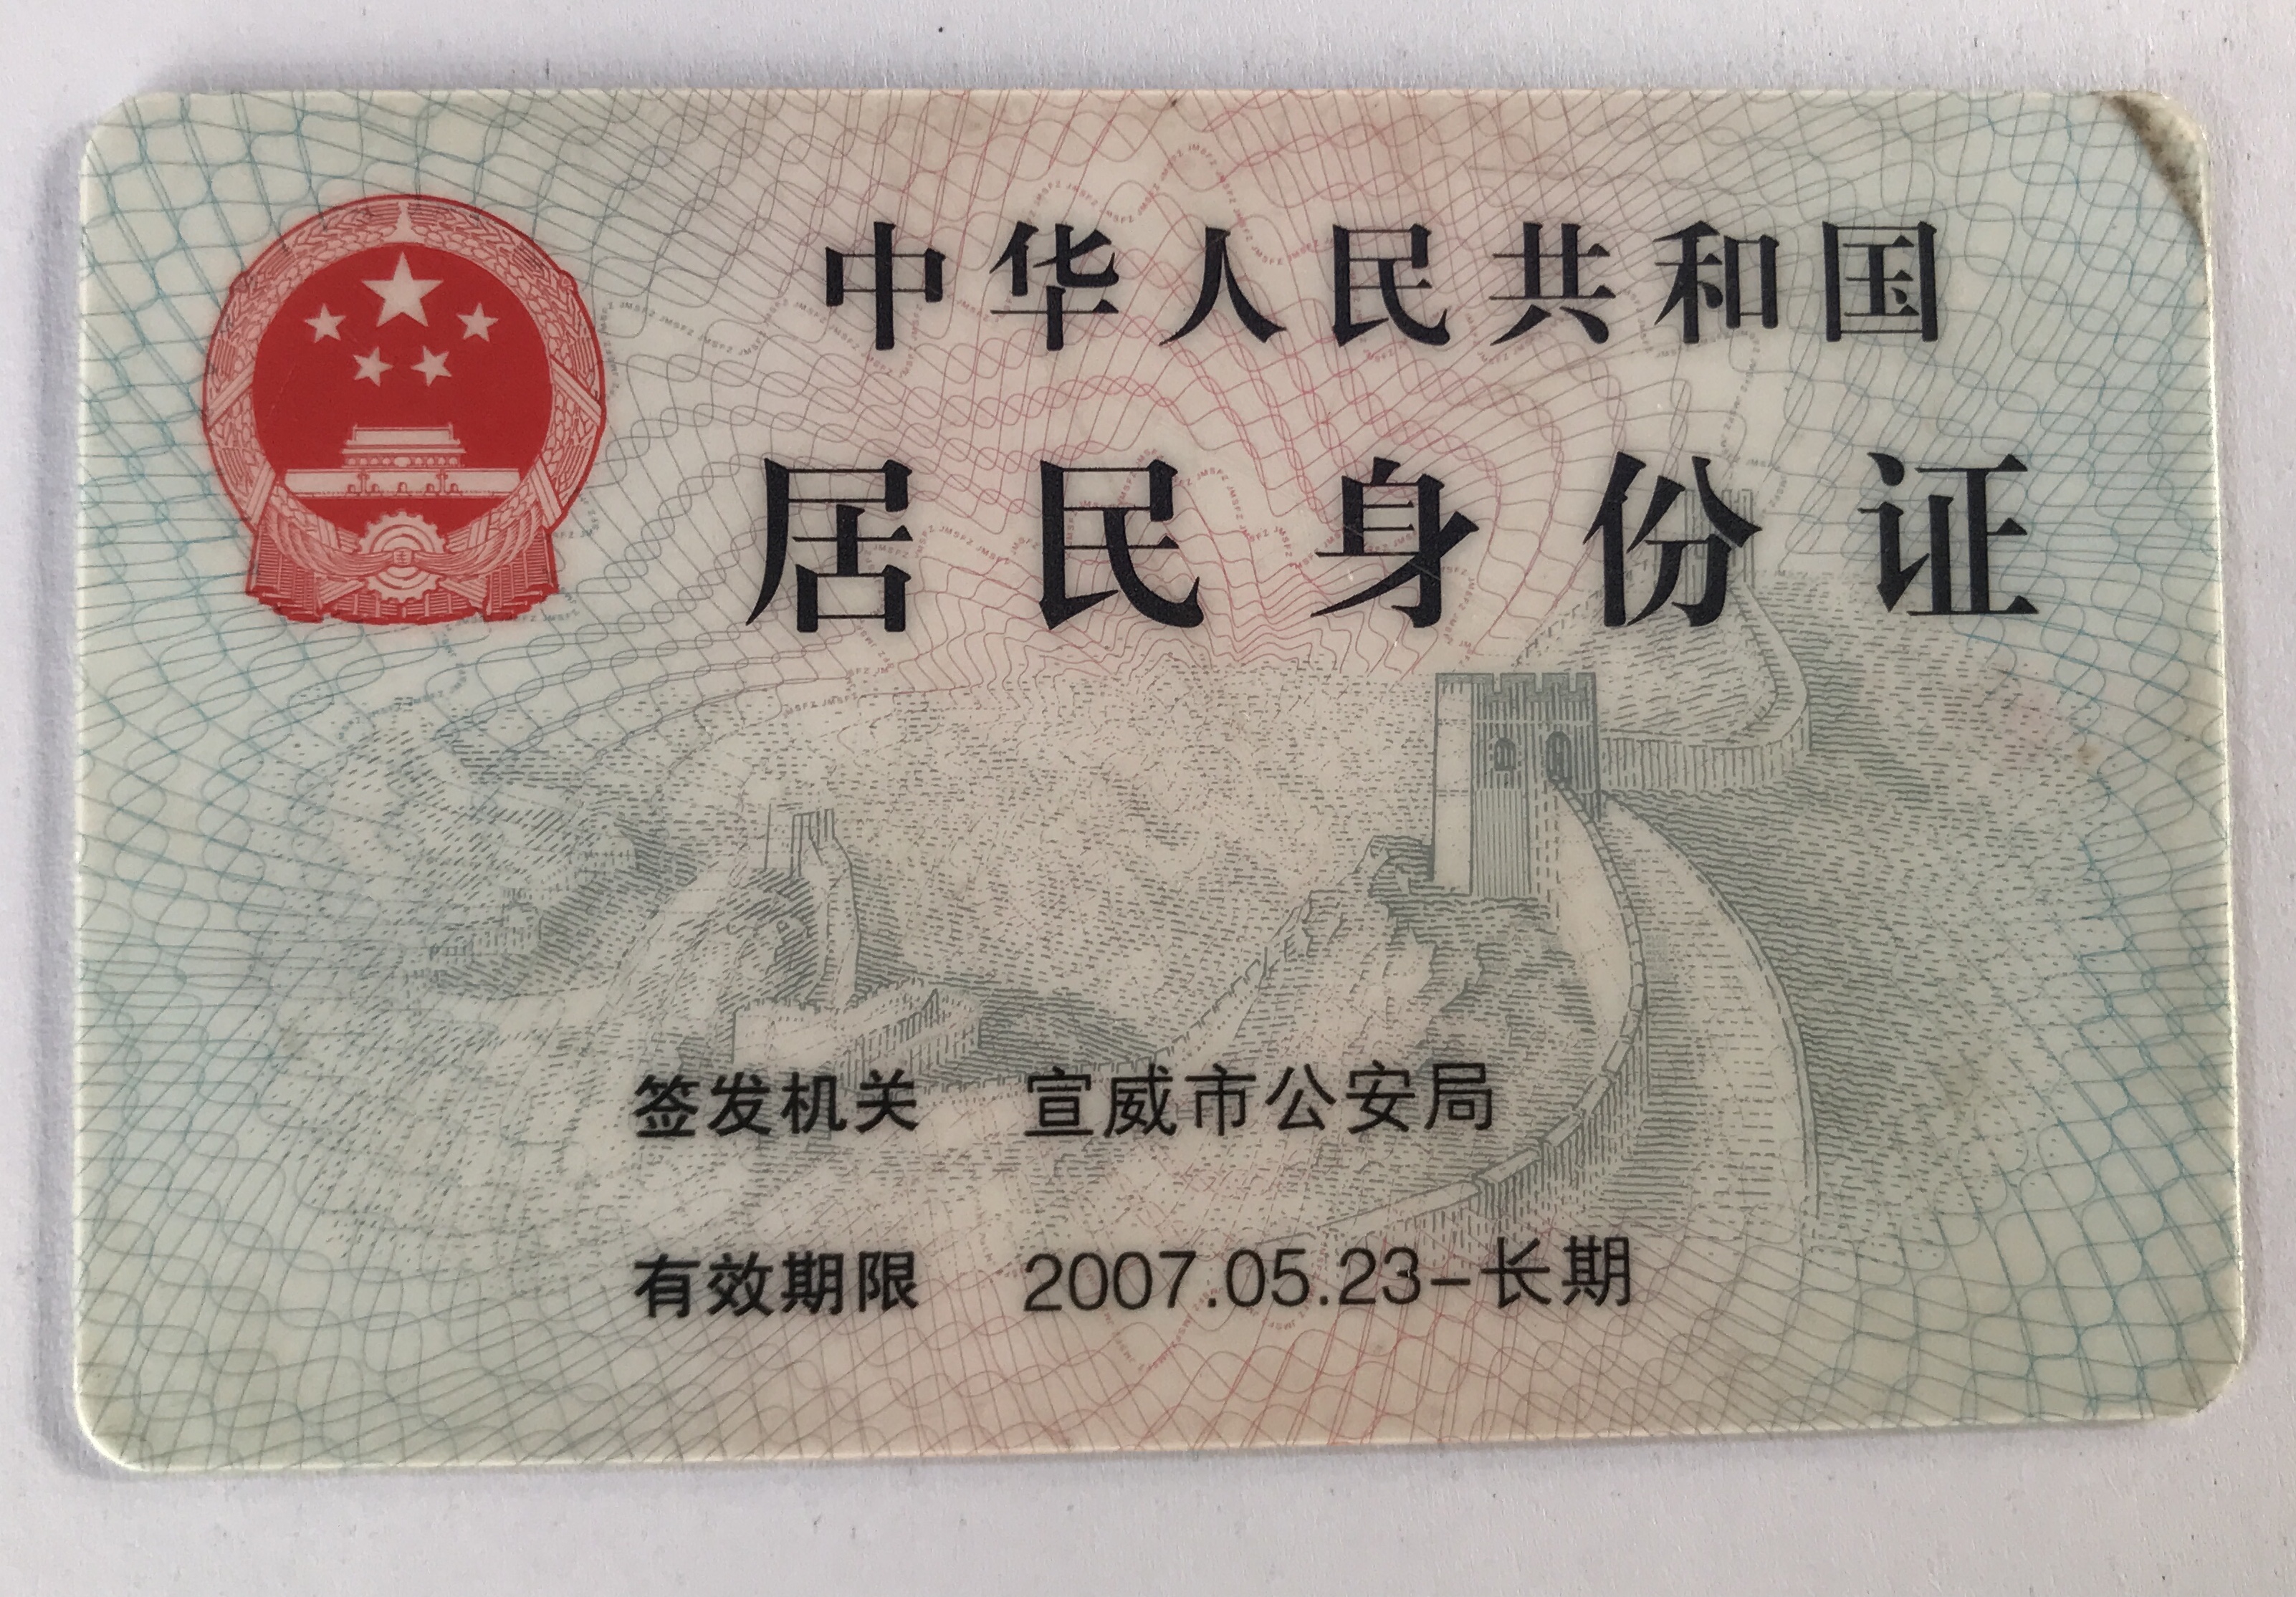 中华人民共和国
居民身份证
签发机关 宣威市公安局
有效期限 2007.05.23-长期